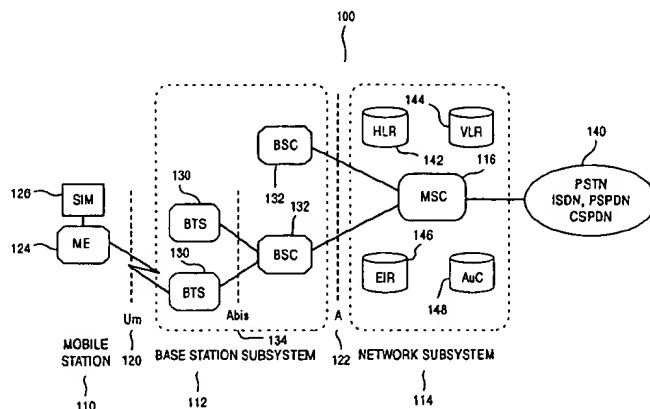 100
144
HLR
VLR
140
BSC
142
116
126
SIM
130
132
MSC
PSTN
ISDN, PSPDN
CSPDN
132
124
ME
BTS
BSC
130
146
BTS
EIR
AuC
148
Um
Abis
A
134
MOBILE
STATION
120
BASE STATION SUBSYSTEM
122
NETWORK SUBSYSTEM
110
112
114